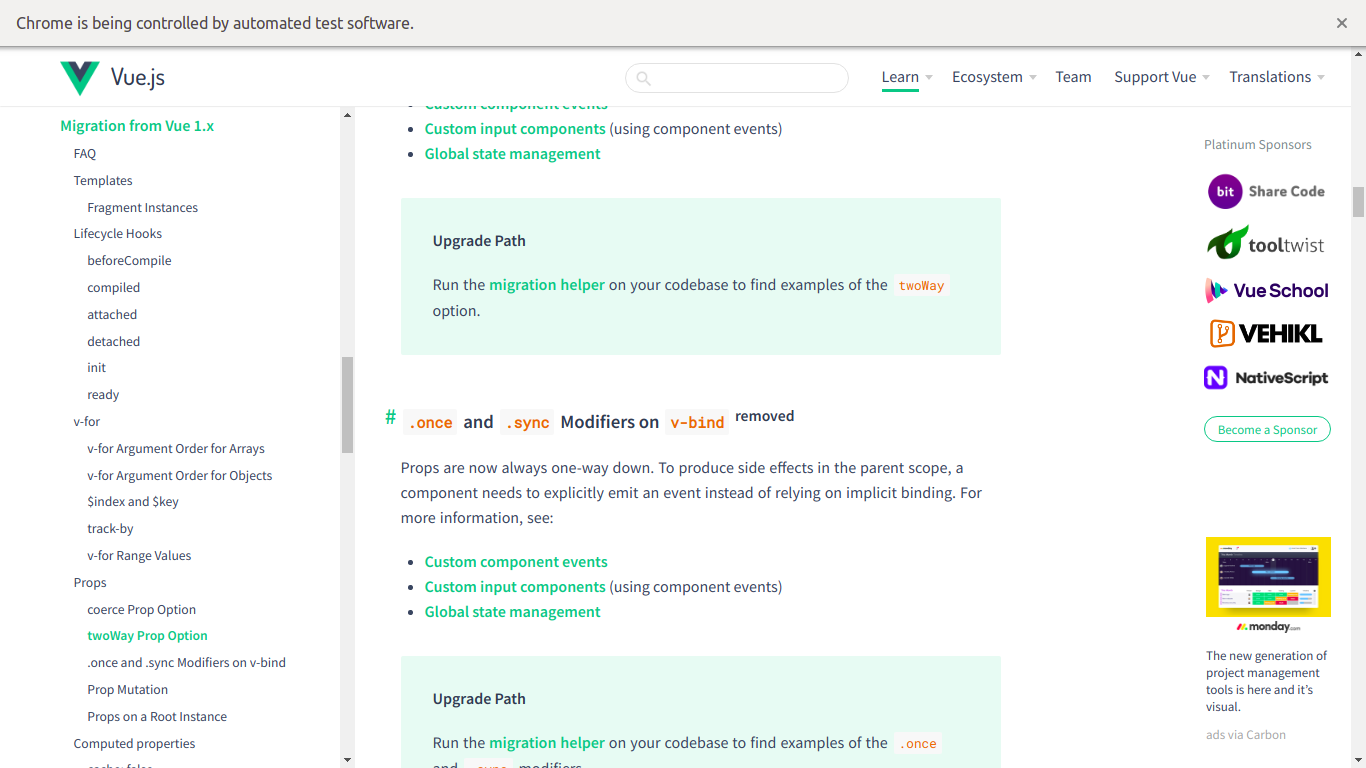 Chrome is being controlled by automated test software.
Vue.js
Learn
Ecosystem
Team
Support Vue
Translations
Migration from Vue 1.x
FAQ
Templates
Fragment Instances
Lifecycle Hooks
beforeCompile
compiled
attached
detached
init
ready
v-for
v-for Argument Order for Arrays
v-for Argument Order for Objects
$index and $key
track-by
v-for Range Values
Props
coerce Prop Option
twoWay Prop Option
.once and .sync Modifiers on v-bind
Prop Mutation
Props on a Root Instance
Computed properties
cache: false
Custom component events
Custom input components (using component events)
Global state management
Upgrade Path
Run the migration helper on your codebase to find examples of the twoWay
option.
# .once and .sync Modifiers on v-bind removed
Props are now always one-way down. To produce side effects in the parent scope, a
component needs to explicitly emit an event instead of relying on implicit binding. For
more information, see:
Custom component events
Custom input components (using component events)
Global state management
Upgrade Path
Run the migration helper on your codebase to find examples of the .once
and .sync modifiers.
Platinum Sponsors
bit Share Code
tooltwist
Vue School
VEHIKL
NativeScript
Become a Sponsor
monday.com
The new generation of
project management
tools is here and it's
visual.
ads via Carbon